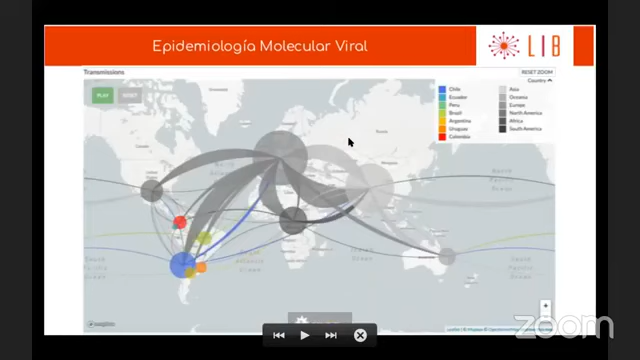 Epidemiología Molecular Viral
LIB
Transmissions
RESET ZOOM
Country
PLAY
RESET
Chile
Ecuador
Peru
Brazil
Argentina
Uruguay
Colombia
Asia
Oceania
Europe
North America
Africa
South America
zoom